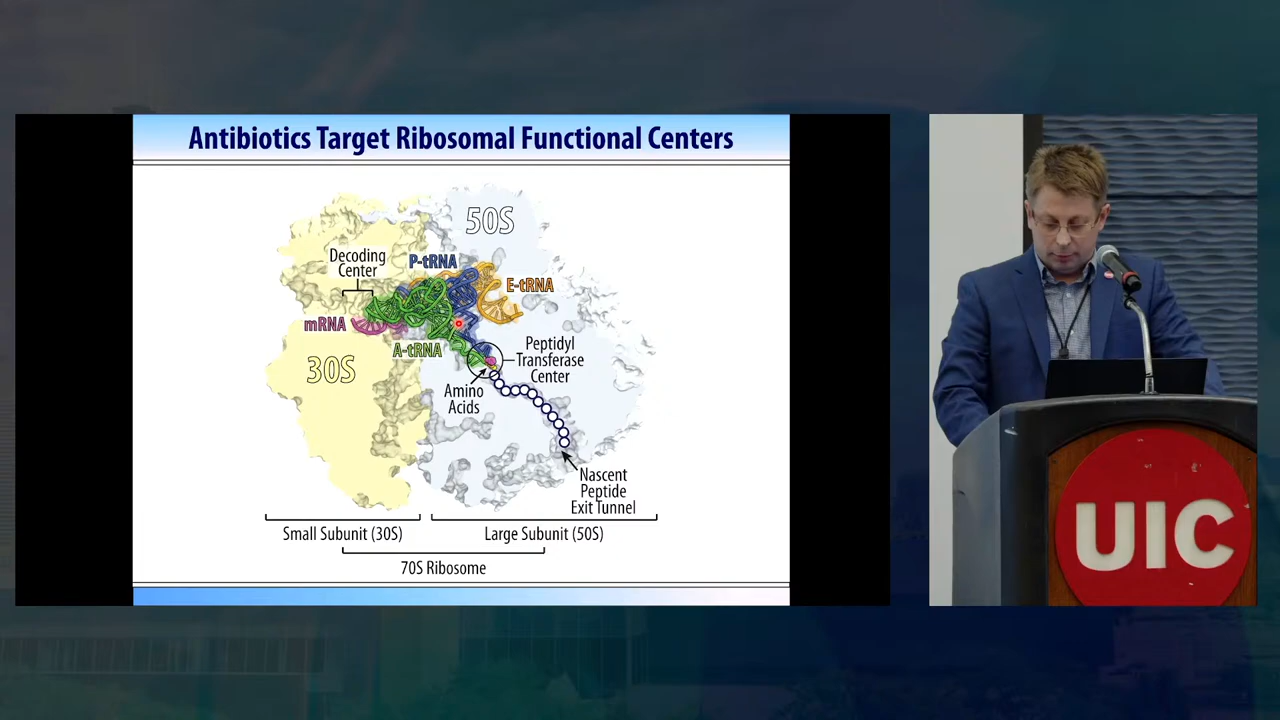 Antibiotics Target Ribosomal Functional Centers
50S
Decoding
Center
P-tRNA
E-tRNA
mRNA
A-tRNA
30S
Peptidyl
Transferase
Center
Amino
Acids
Nascent
Peptide
Exit Tunnel
Small Subunit (30S)
Large Subunit (50S)
70S Ribosome
UIC